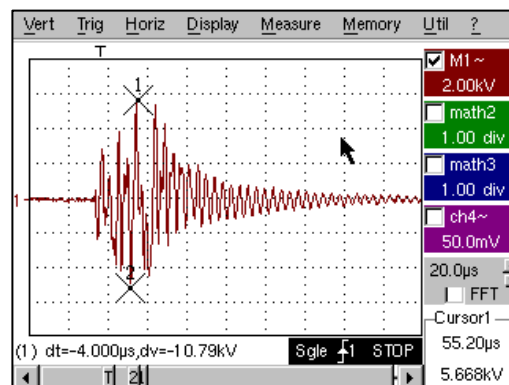 Vert Trig Horiz Display Measure Memory Util ?
T
M1~
2.00kV
math2
1.00 div
math3
1.00 div
ch4~
50.0mV
1
1
2
20.0µs
FFT
Cursor1
55.20µs
5.668kV
(1) dt=-4.000µs,dv=-10.79kV Sgle 1 STOP
T 2